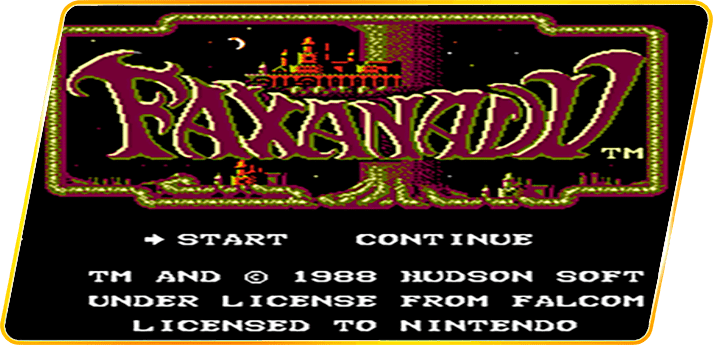 FAXANADU TM
START CONTINUE
TM AND © 1988 HUDSON SOFT
UNDER LICENSE FROM FALCOM
LICENSED TO NINTENDO